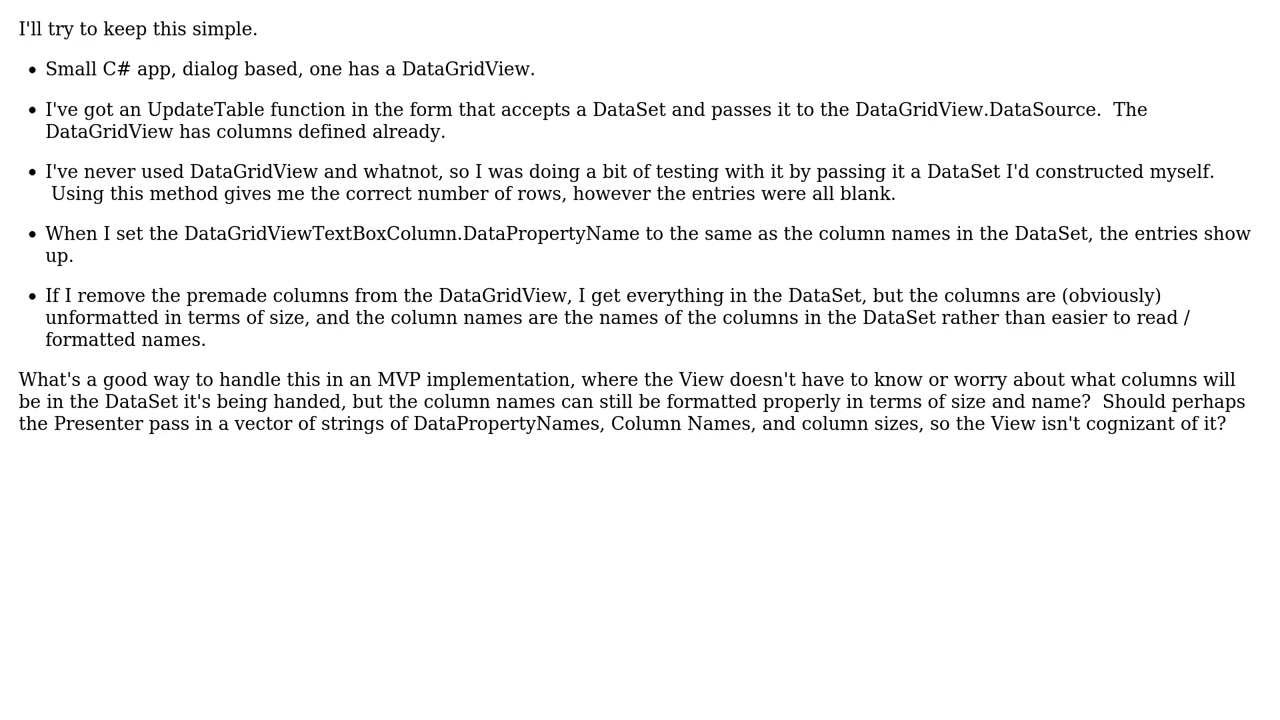 I'll try to keep this simple.
• Small C# app, dialog based, one has a DataGridView.
• I've got an UpdateTable function in the form that accepts a DataSet and passes it to the DataGridView.DataSource.  The
DataGridView has columns defined already.
• I've never used DataGridView and whatnot, so I was doing a bit of testing with it by passing it a DataSet I'd constructed myself.
Using this method gives me the correct number of rows, however the entries were all blank.
• When I set the DataGridViewTextBoxColumn.DataPropertyName to the same as the column names in the DataSet, the entries show
up.
• If I remove the premade columns from the DataGridView, I get everything in the DataSet, but the columns are (obviously)
unformatted in terms of size, and the column names are the names of the columns in the DataSet rather than easier to read /
formatted names.
What's a good way to handle this in an MVP implementation, where the View doesn't have to know or worry about what columns will
be in the DataSet it's being handed, but the column names can still be formatted properly in terms of size and name?  Should perhaps
the Presenter pass in a vector of strings of DataPropertyNames, Column Names, and column sizes, so the View isn't cognizant of it?